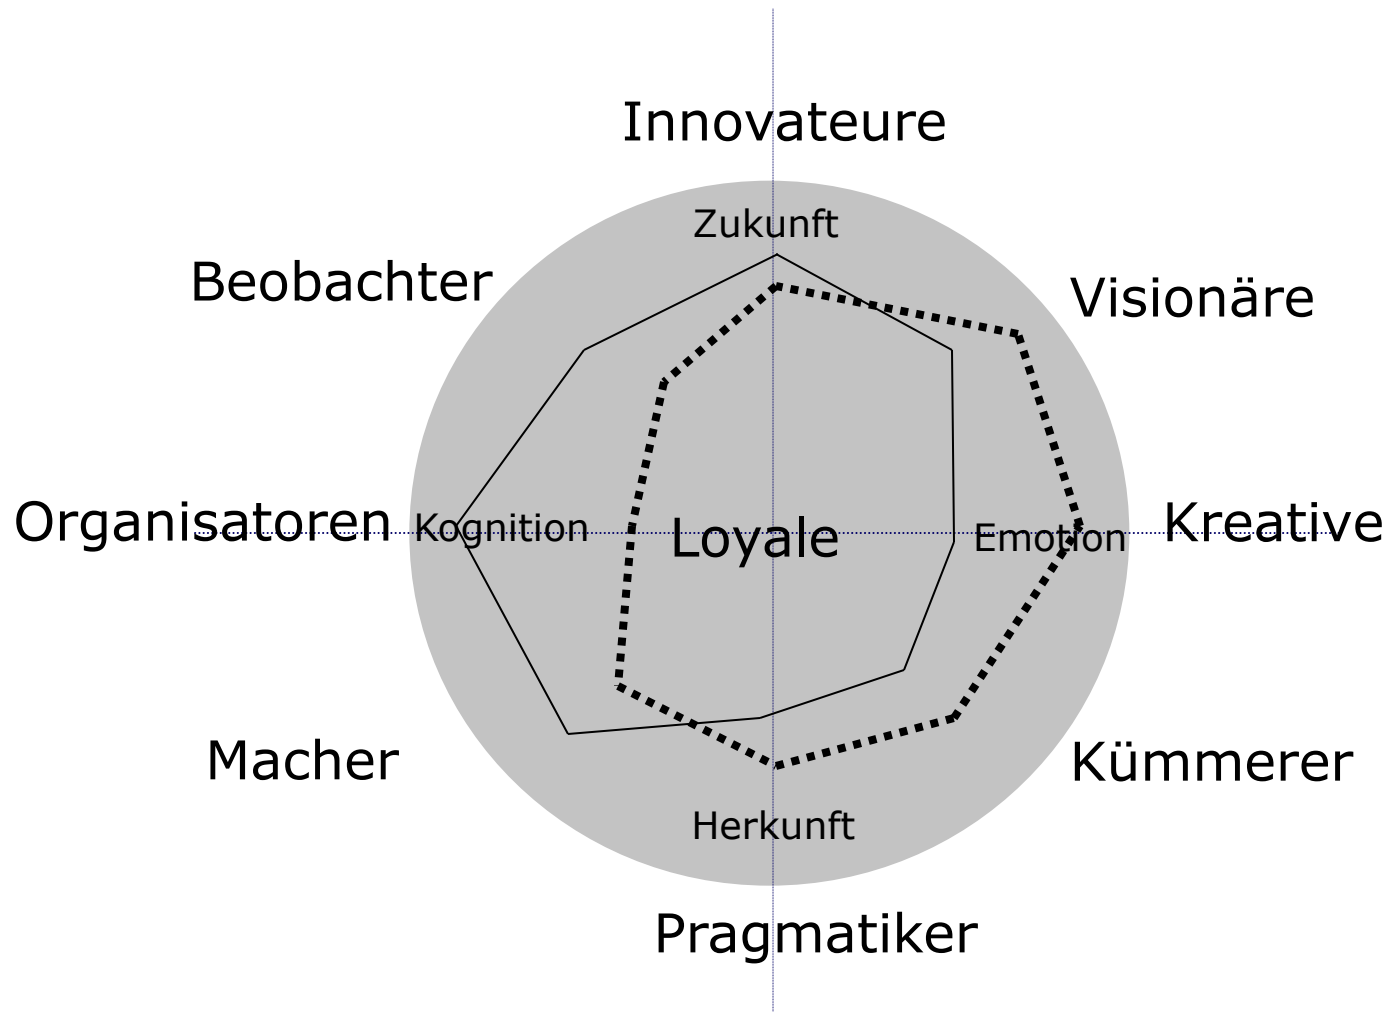 Innovateure
Zukunft
Beobachter
Visionäre
Organisatoren
Kognition
Loyale
Emotion
Kreative
Macher
Kümmerer
Herkunft
Pragmatiker